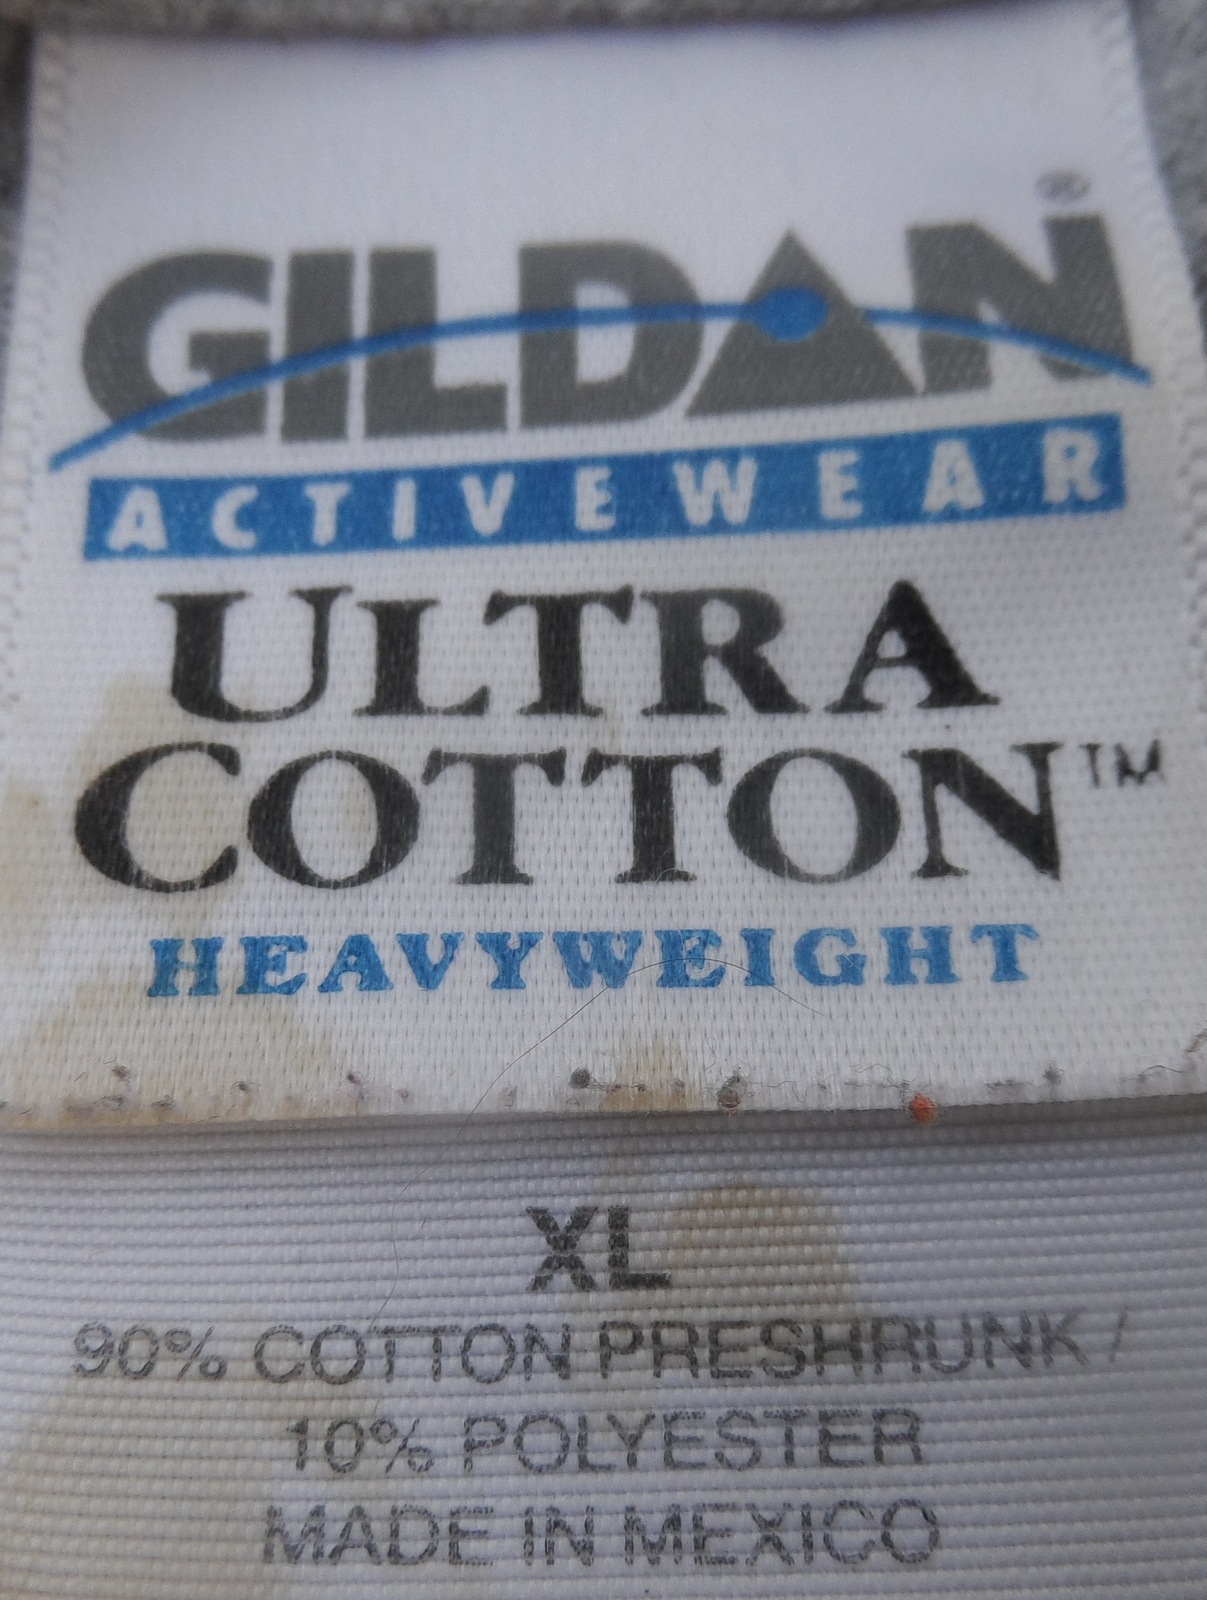 GILDAN®
ACTIVEWEAR
ULTRA
COTTON™
HEAVYWEIGHT
XL
90% COTTON PRESHRUNK /
10% POLYESTER
MADE IN MEXICO